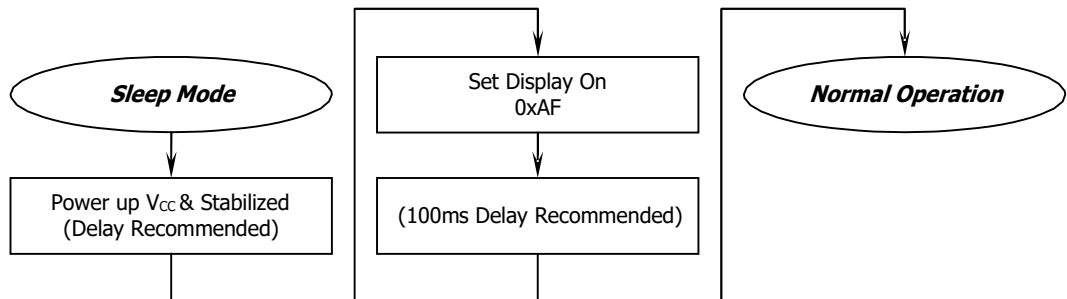 Sleep Mode
Power up VCC & Stabilized
(Delay Recommended)
Set Display On
0xAF
(100ms Delay Recommended)
Normal Operation